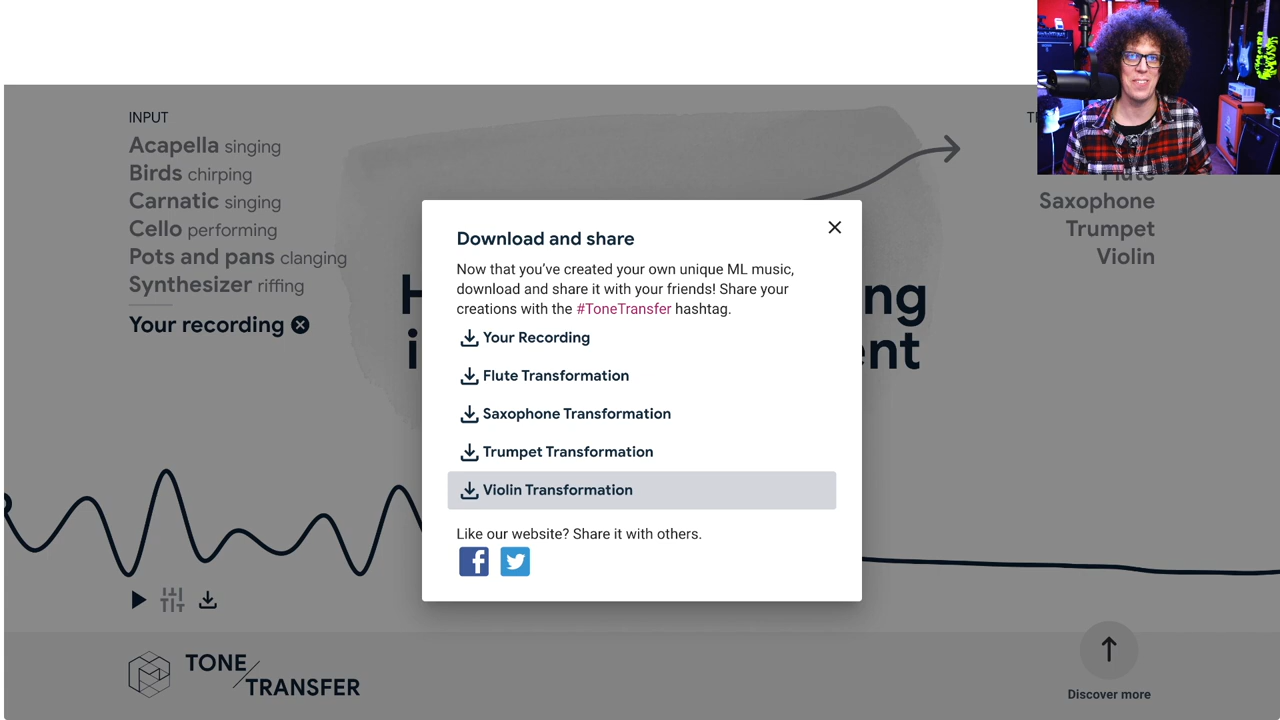 INPUT
Acapella singing
Birds chirping
Carnatic singing
Cello performing
Pots and pans clanging
Synthesizer riffing
Your recording
Flute
Saxophone
Trumpet
Violin
Download and share
Now that you've created your own unique ML music,
download and share it with your friends! Share your
creations with the #ToneTransfer hashtag.
Your Recording
Flute Transformation
Saxophone Transformation
Trumpet Transformation
Violin Transformation
Like our website? Share it with others.
TONE
TRANSFER
Discover more